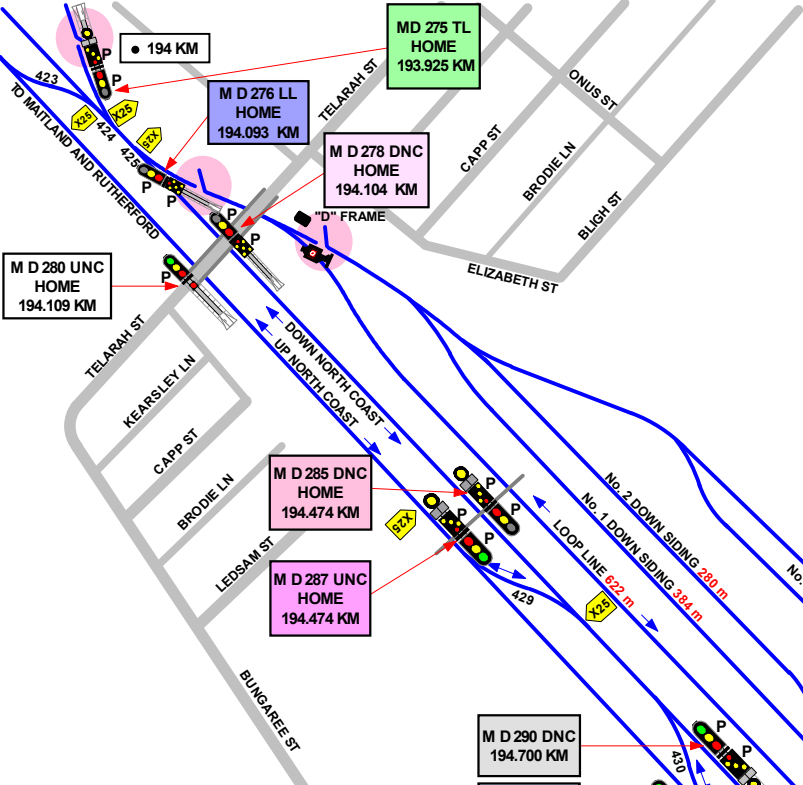 MD 275 TL
HOME
193.925 KM
● 194 KM
P
P
423
X25
X25
424
X25
425
M D 276 LL
HOME
194.093 KM
TELARAH ST
ONUS ST
CAPP ST
BRODIE LN
BLIGH ST
ELIZABETH ST
TO MAITLAND AND RUTHERFORD
P
P
M D 278 DNC
HOME
194.104 KM
P
P
"D" FRAME
M D 280 UNC
HOME
194.109 KM
P
P
TELARAH ST
KEARSLEY LN
CAPP ST
BRODIE LN
LEDSAM ST
BUNGAREE ST
DOWN NORTH COAST
UP NORTH COAST
M D 285 DNC
HOME
194.474 KM
P
P
X25
M D 287 UNC
HOME
194.474 KM
P
P
429
X25
LOOP LINE 622 m
No. 1 DOWN SIDING 384 m
No. 2 DOWN SIDING 280 m
No.
M D 290 DNC
194.700 KM
P
P
430